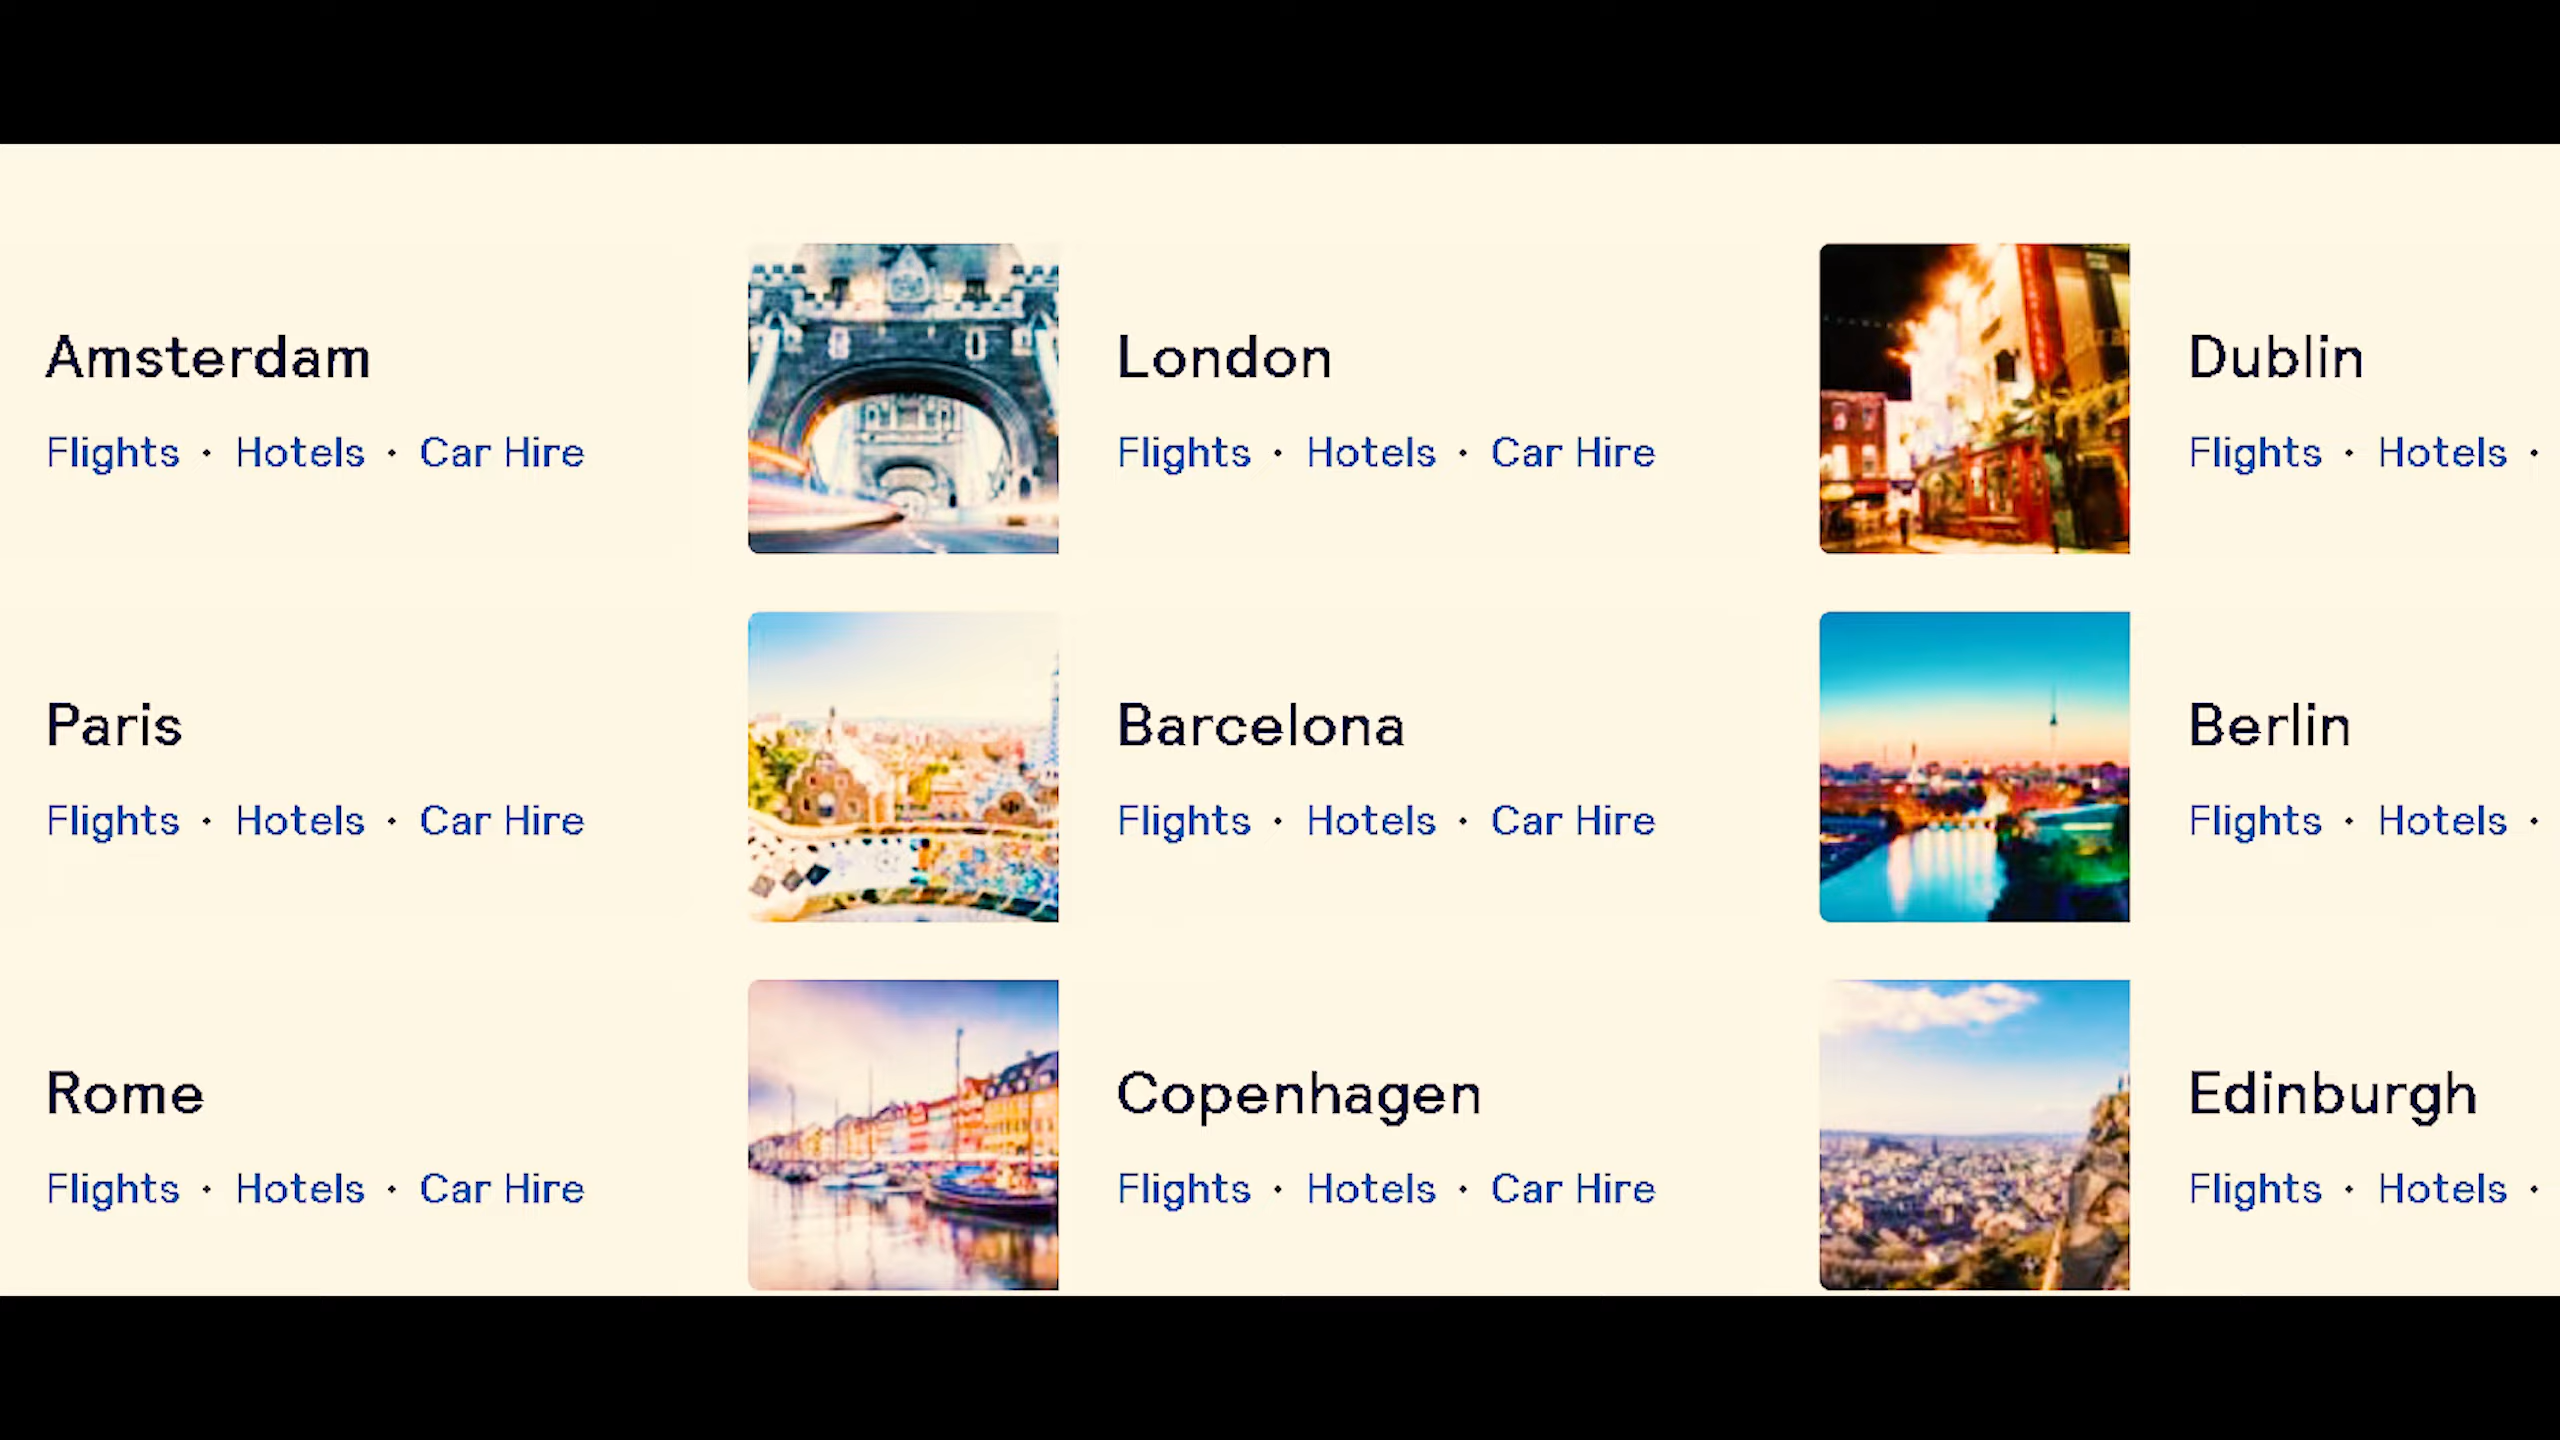 Amsterdam
Flights · Hotels · Car Hire
London
Flights · Hotels · Car Hire
Dublin
Flights · Hotels ·
Paris
Flights · Hotels · Car Hire
Barcelona
Flights · Hotels · Car Hire
Berlin
Flights · Hotels ·
Rome
Flights · Hotels · Car Hire
Copenhagen
Flights · Hotels · Car Hire
Edinburgh
Flights · Hotels ·